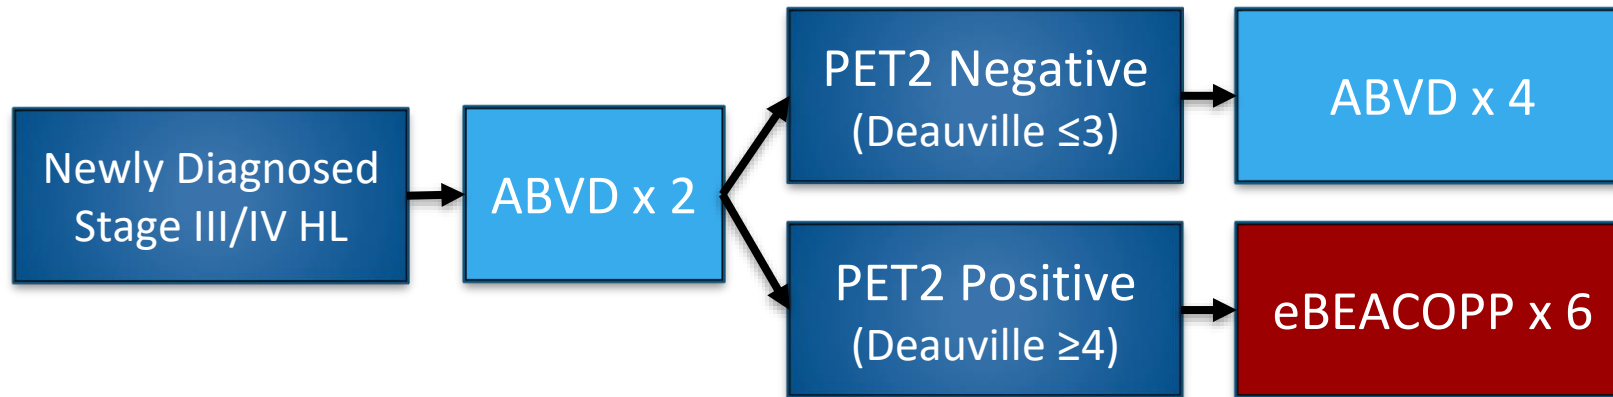 Newly Diagnosed
Stage III/IV HL
ABVD x 2
PET2 Negative
(Deauville ≤3)
ABVD x 4
PET2 Positive
(Deauville ≥4)
eBEACOPP x 6